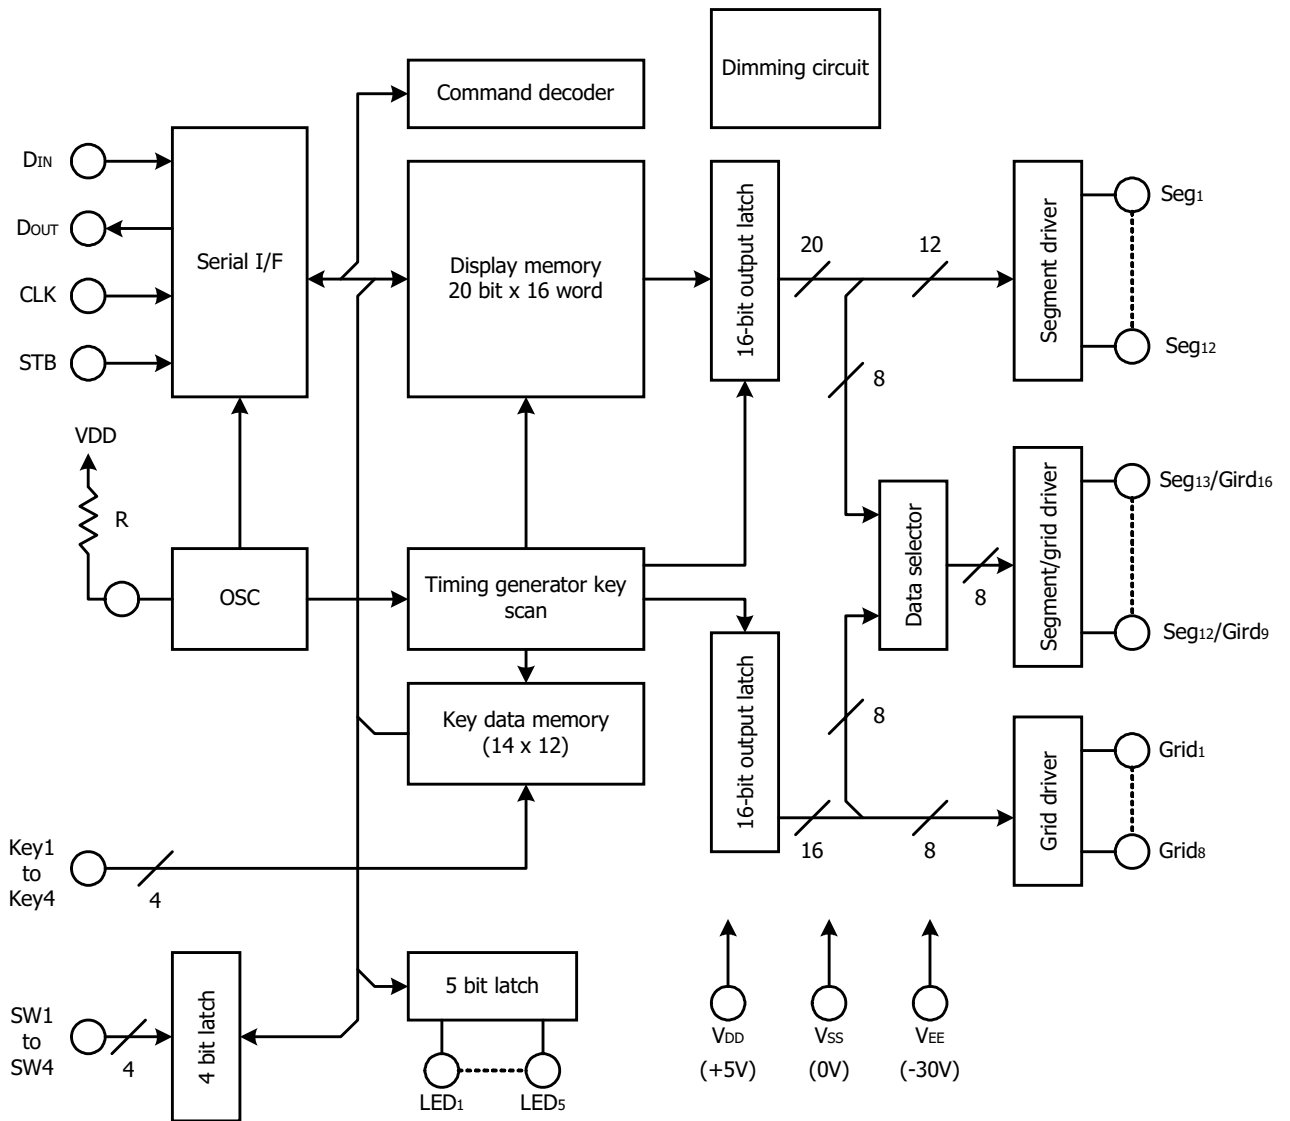 Dimming circuit
Command decoder
DIN
DOUT
CLK
STB
Serial I/F
Display memory
20 bit x 16 word
16-bit output latch
20
12
8
Segment driver
Seg1
Seg12
VDD
R
OSC
Timing generator key
scan
Data selector
8
Segment/grid driver
Seg13/Gird16
Seg12/Gird9
Key data memory
(14 x 12)
16-bit output latch
8
16
8
Grid driver
Grid1
Grid8
Key1
to
Key4
4
SW1
to
SW4
4
4 bit latch
5 bit latch
LED1
LED5
VDD
(+5V)
VSS
(0V)
VEE
(-30V)